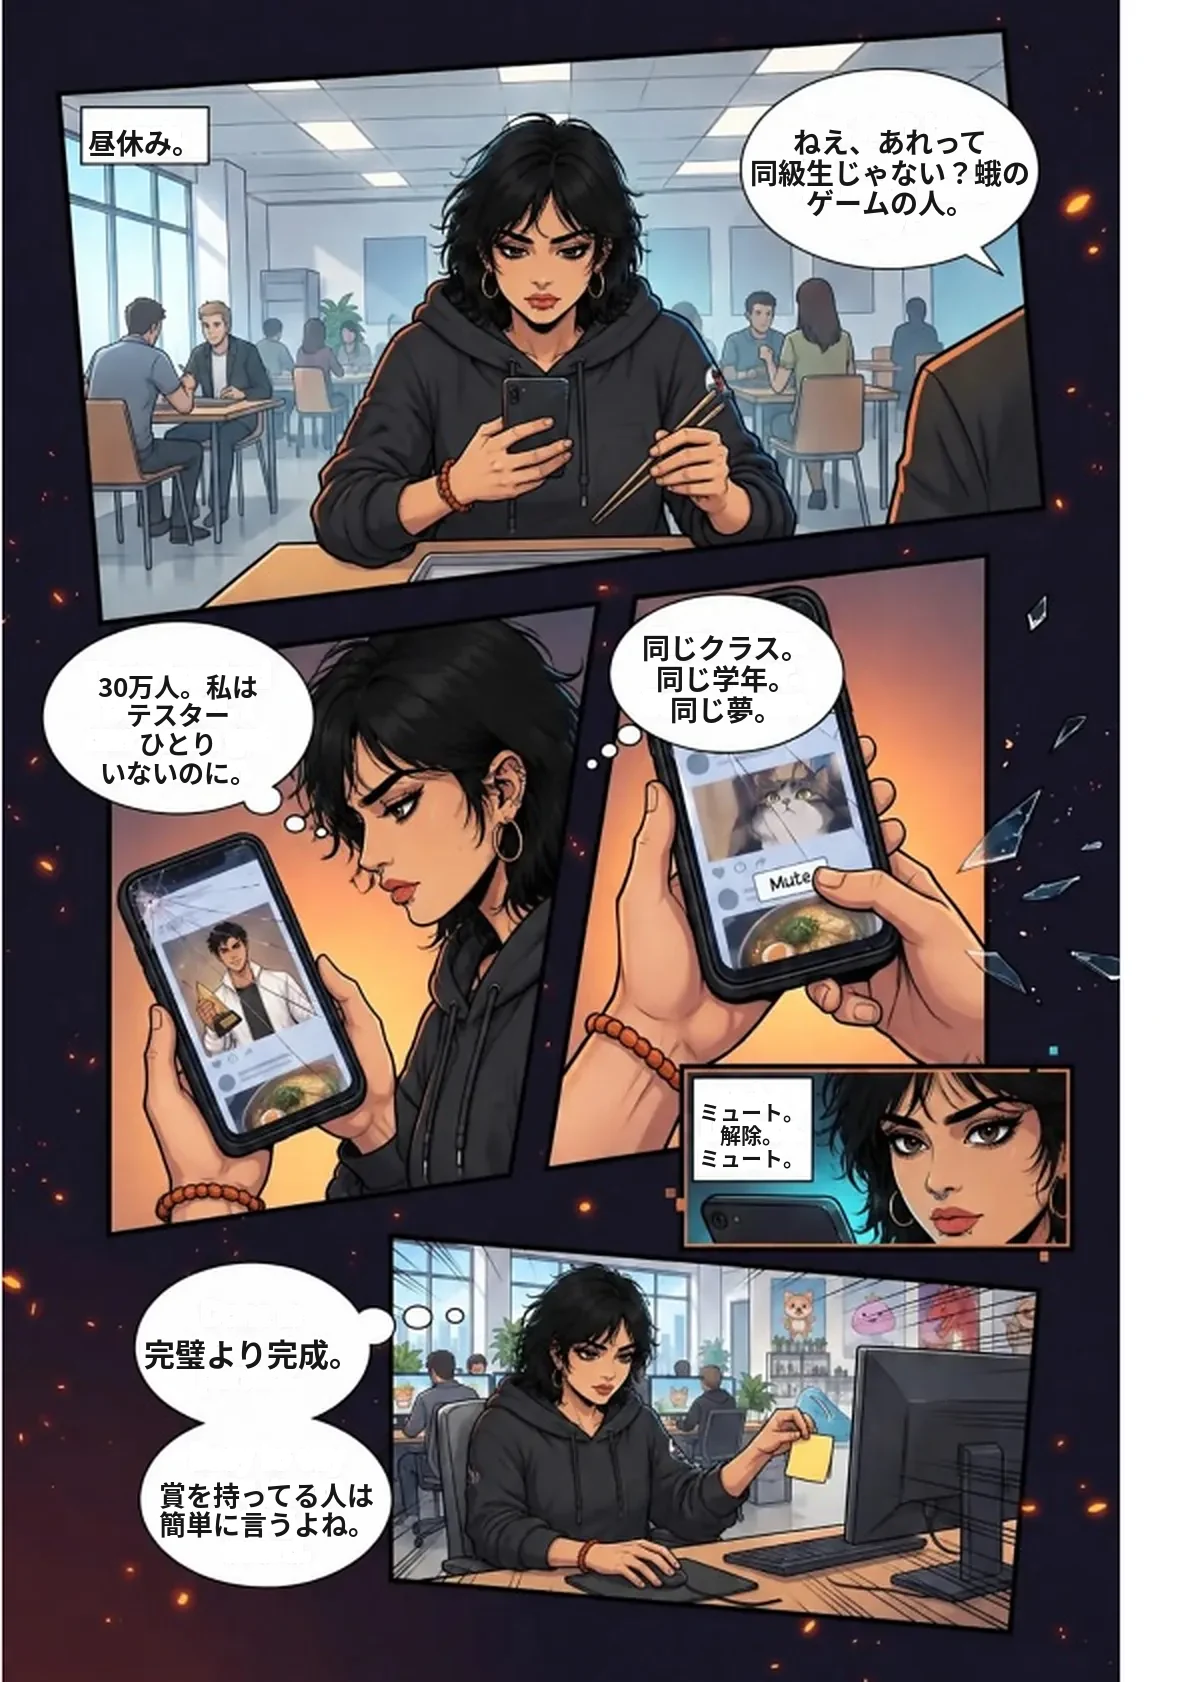 昼休み。
ねえ、あれって
同級生じゃない？蛾の
ゲームの人。
30万人。私は
テスター
ひとり
いないのに。
同じクラス。
同じ学年。
同じ夢。
Mute
ミュート。
解除。
ミュート。
完璧より完成。
賞を持ってる人は
簡単に言うよね。